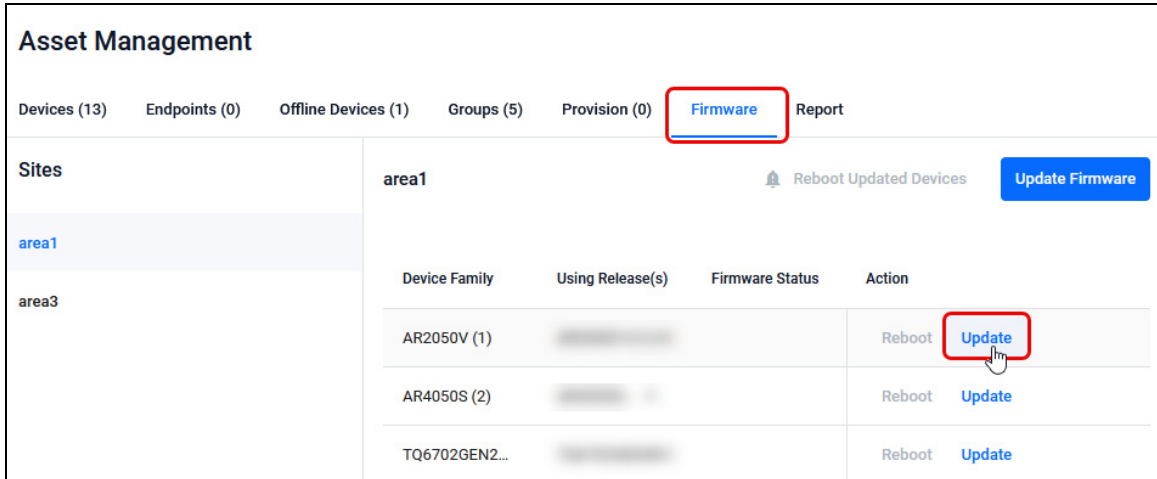 Asset Management
Devices (13) Endpoints (0) Offline Devices (1) Groups (5) Provision (0) Firmware Report
Sites
area1 Reboot Updated Devices Update Firmware
area1
area3
Device Family Using Release(s) Firmware Status Action
AR2050V (1) Reboot Update
AR4050S (2) Reboot Update
TQ6702GEN2... Reboot Update